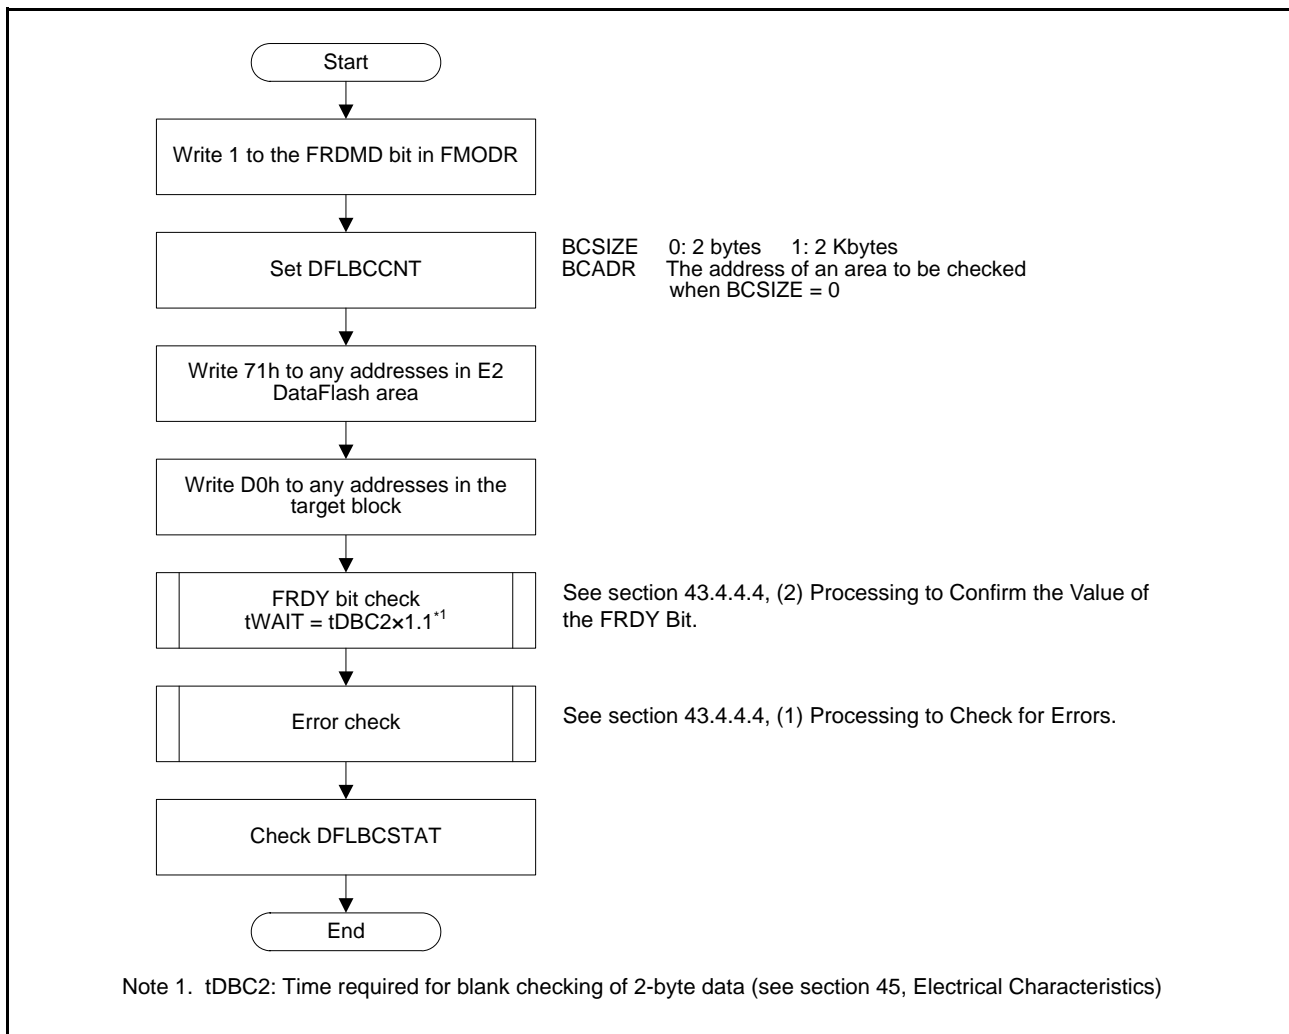 Start
Write 1 to the FRDMD bit in FMODR
Set DFLBCCNT
BCSIZE 0: 2 bytes 1: 2 Kbytes
BCADR The address of an area to be checked
when BCSIZE = 0
Write 71h to any addresses in E2
DataFlash area
Write D0h to any addresses in the
target block
FRDY bit check
tWAIT = tDBC2×1.1*1
See section 43.4.4.4, (2) Processing to Confirm the Value of
the FRDY Bit.
Error check
See section 43.4.4.4, (1) Processing to Check for Errors.
Check DFLBCSTAT
End
Note 1. tDBC2: Time required for blank checking of 2-byte data (see section 45, Electrical Characteristics)